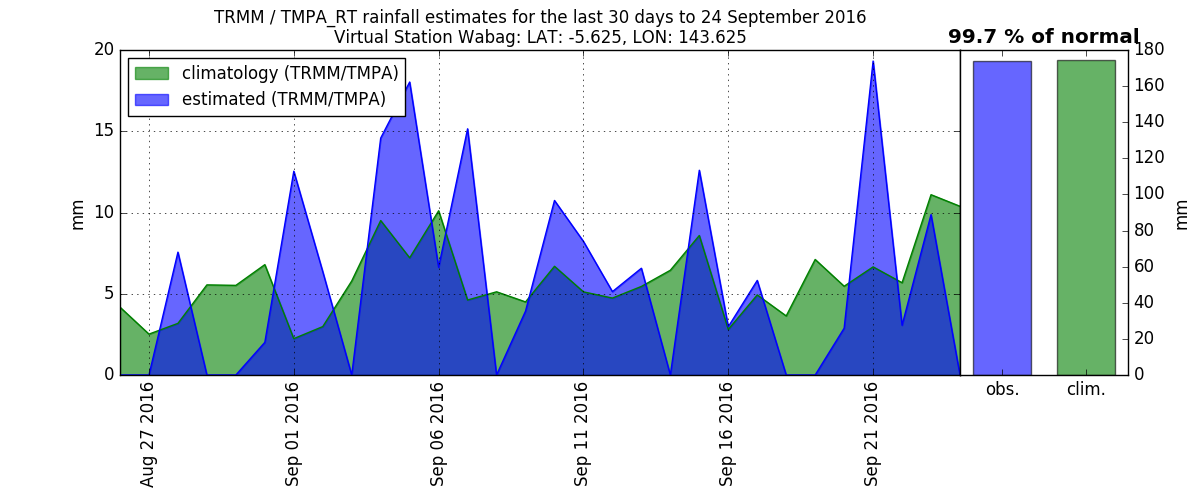 TRMM / TMPA_RT rainfall estimates for the last 30 days to 24 September 2016
Virtual Station Wabag: LAT: -5.625, LON: 143.625
99.7 % of normal
climatology (TRMM/TMPA)
estimated (TRMM/TMPA)
20
15
10
5
0
mm
Aug 27 2016
Sep 01 2016
Sep 06 2016
Sep 11 2016
Sep 16 2016
Sep 21 2016
180
160
140
120
100
80
60
40
20
0
mm
obs.
clim.